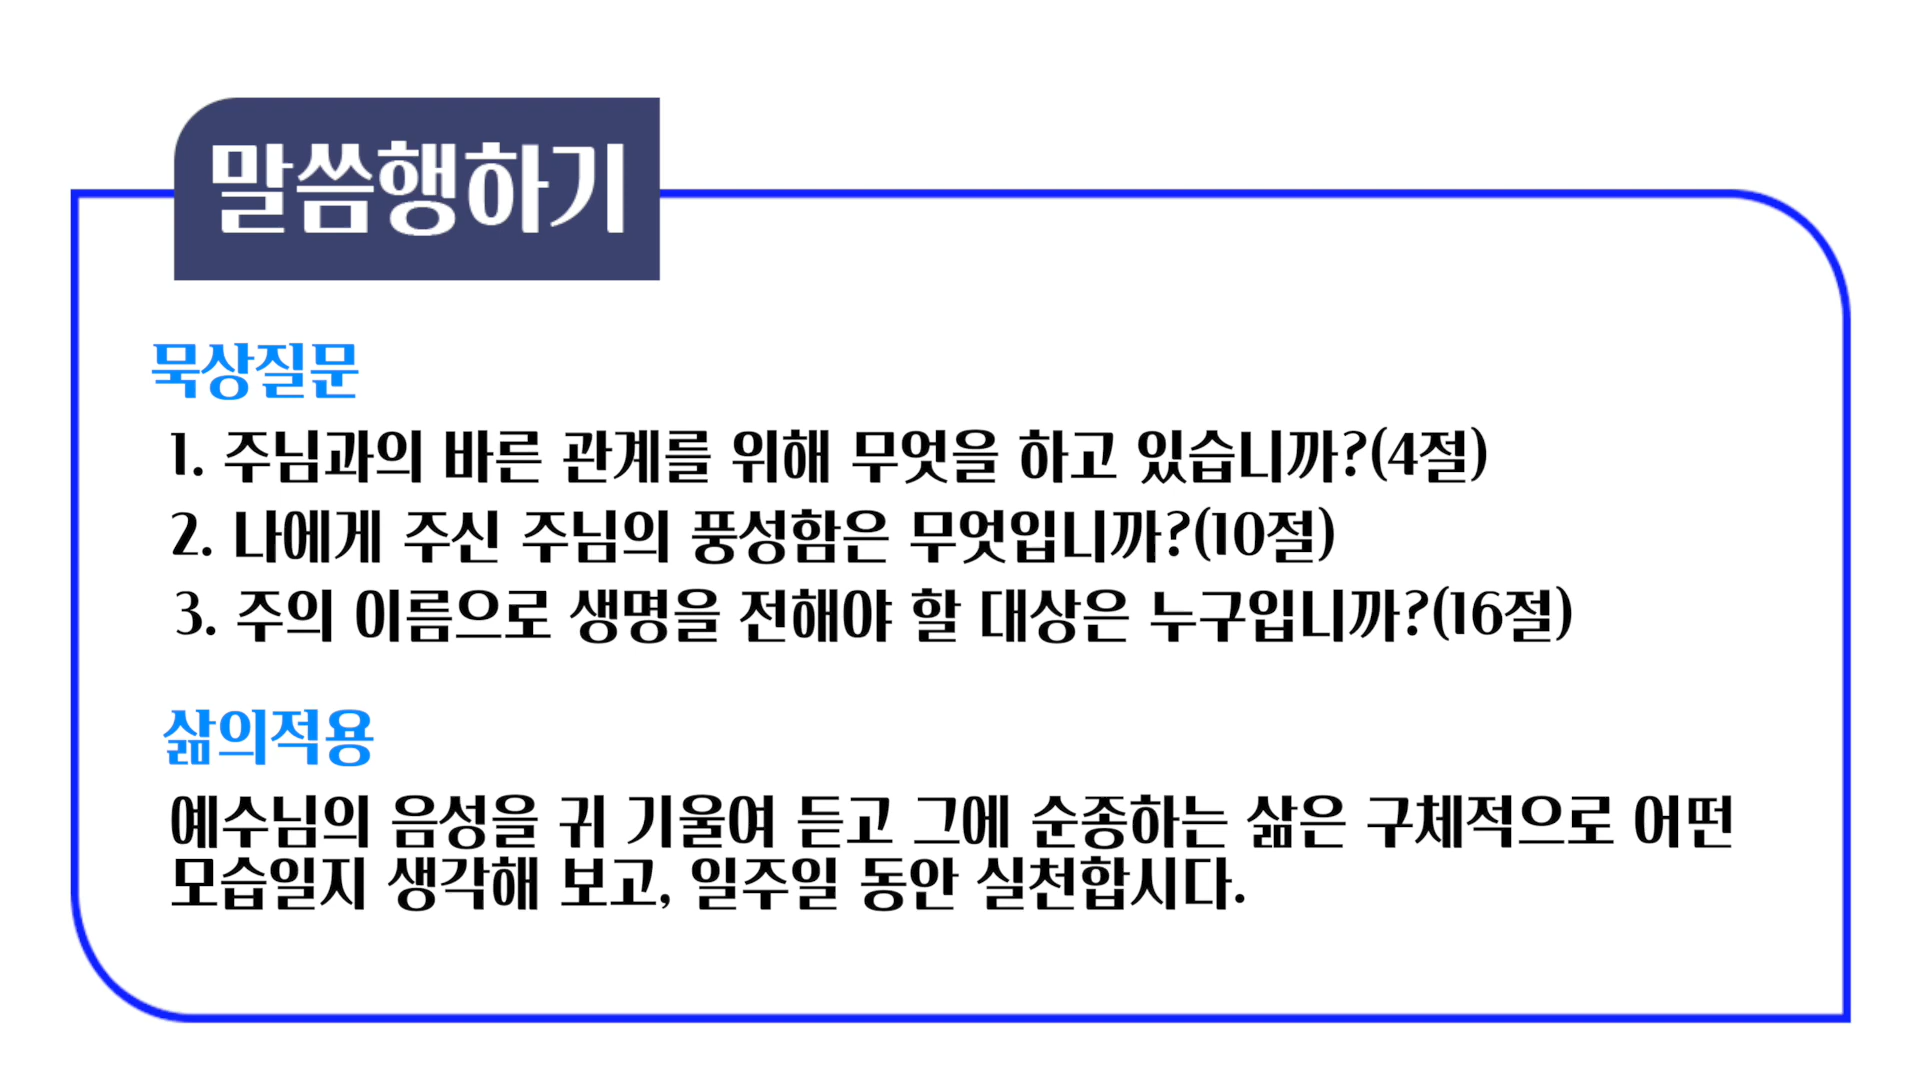 말씀행하기
묵상질문
1. 주님과의 바른 관계를 위해 무엇을 하고 있습니까?(4절)
2. 나에게 주신 주님의 풍성함은 무엇입니까?(10절)
3. 주의 이름으로 생명을 전해야 할 대상은 누구입니까?(16절)
삶의적용
예수님의 음성을 귀 기울여 듣고 그에 순종하는 삶은 구체적으로 어떤
모습일지 생각해 보고, 일주일 동안 실천합시다.